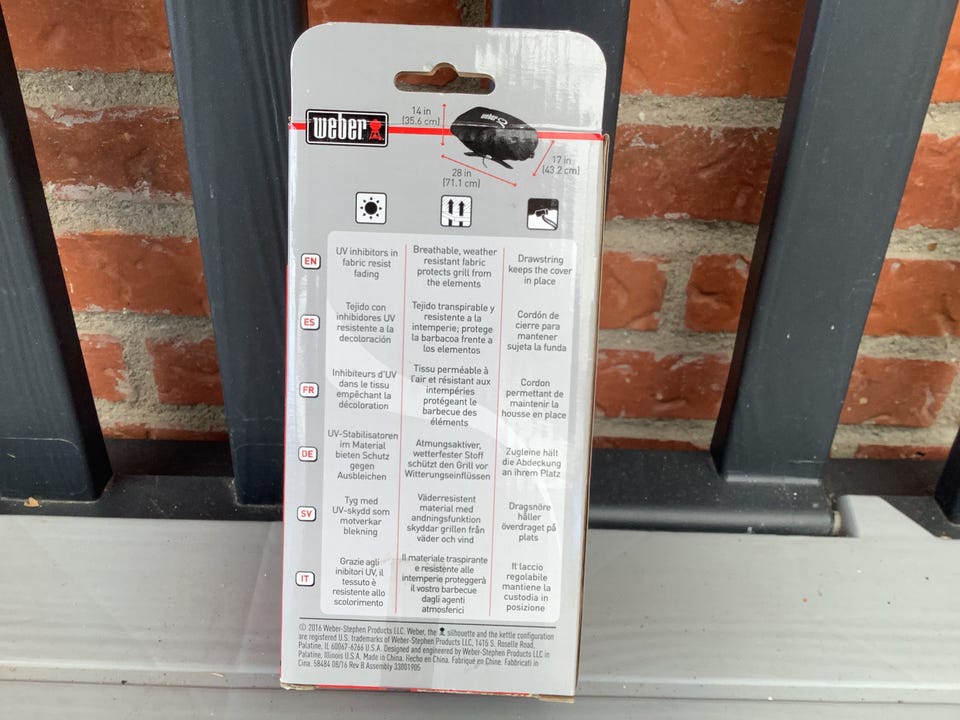 weber
14 in
(35.6 cm)
weber
28 in
(71.1 cm)
17 in
(43.2 cm)
EN
UV inhibitors in
fabric resist
fading
Breathable, weather
resistant fabric
protects grill from
the elements
Drawstring
keeps the cover
in place
ES
Tejido con
inhibidores UV
resistente a la
decoloración
Tejido transpirable y
resistente a la
intemperie; protege
la barbacoa frente a
los elementos
Cordón de
cierre para
mantener
sujeta la funda
FR
Inhibiteurs d'UV
dans le tissu
empêchant la
décoloration
Tissu perméable à
l'air et résistant aux
intempéries
protégeant le
barbecue des
éléments
Cordon
permettant de
maintenir la
housse en place
DE
UV-Stabilisatoren
im Material
bieten Schutz
gegen
Ausbleichen
Atmungsaktiver,
wetterfester Stoff
schützt den Grill vor
Witterungseinflüssen
Zugleine hält
die Abdeckung
an ihrem Platz
SV
Tyg med
UV-skydd som
motverkar
blekning
Väderresistent
material med
andningsfunktion
skyddar grillen från
väder och vind
Dragsnöre
håller
överdraget på
plats
IT
Grazie agli
inibitori UV, il
tessuto è
resistente allo
scolorimento
Il materiale traspirante
e resistente alle
intemperie proteggerà
il vostro barbecue
dagli agenti
atmosferici
Il laccio
regolabile
mantiene la
custodia in
posizione
© 2016 Weber-Stephen Products LLC. Weber, the silhouette and the kettle configuration
are registered U.S. trademarks of Weber-Stephen Products LLC, 1415 S. Roselle Road,
Palatine, IL 60067-6266 U.S.A. Designed and engineered by Weber-Stephen Products LLC in
Palatine, Illinois U.S.A. Made in China. Hecho en China. Fabriqué en Chine. Fabbricati in
Cina. 58484 08/16 Rev B Assembly 33001905